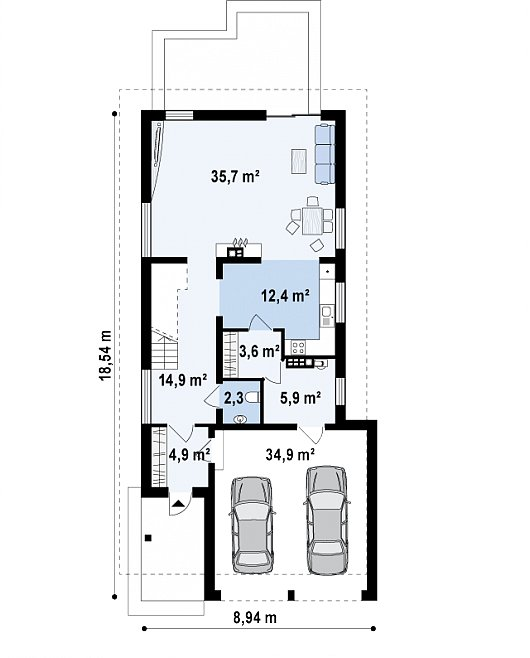 35,7 m²
12,4 m²
3,6 m²
14,9 m²
2,3
5,9 m²
4,9 m²
34,9 m²
18,54 m
8,94 m